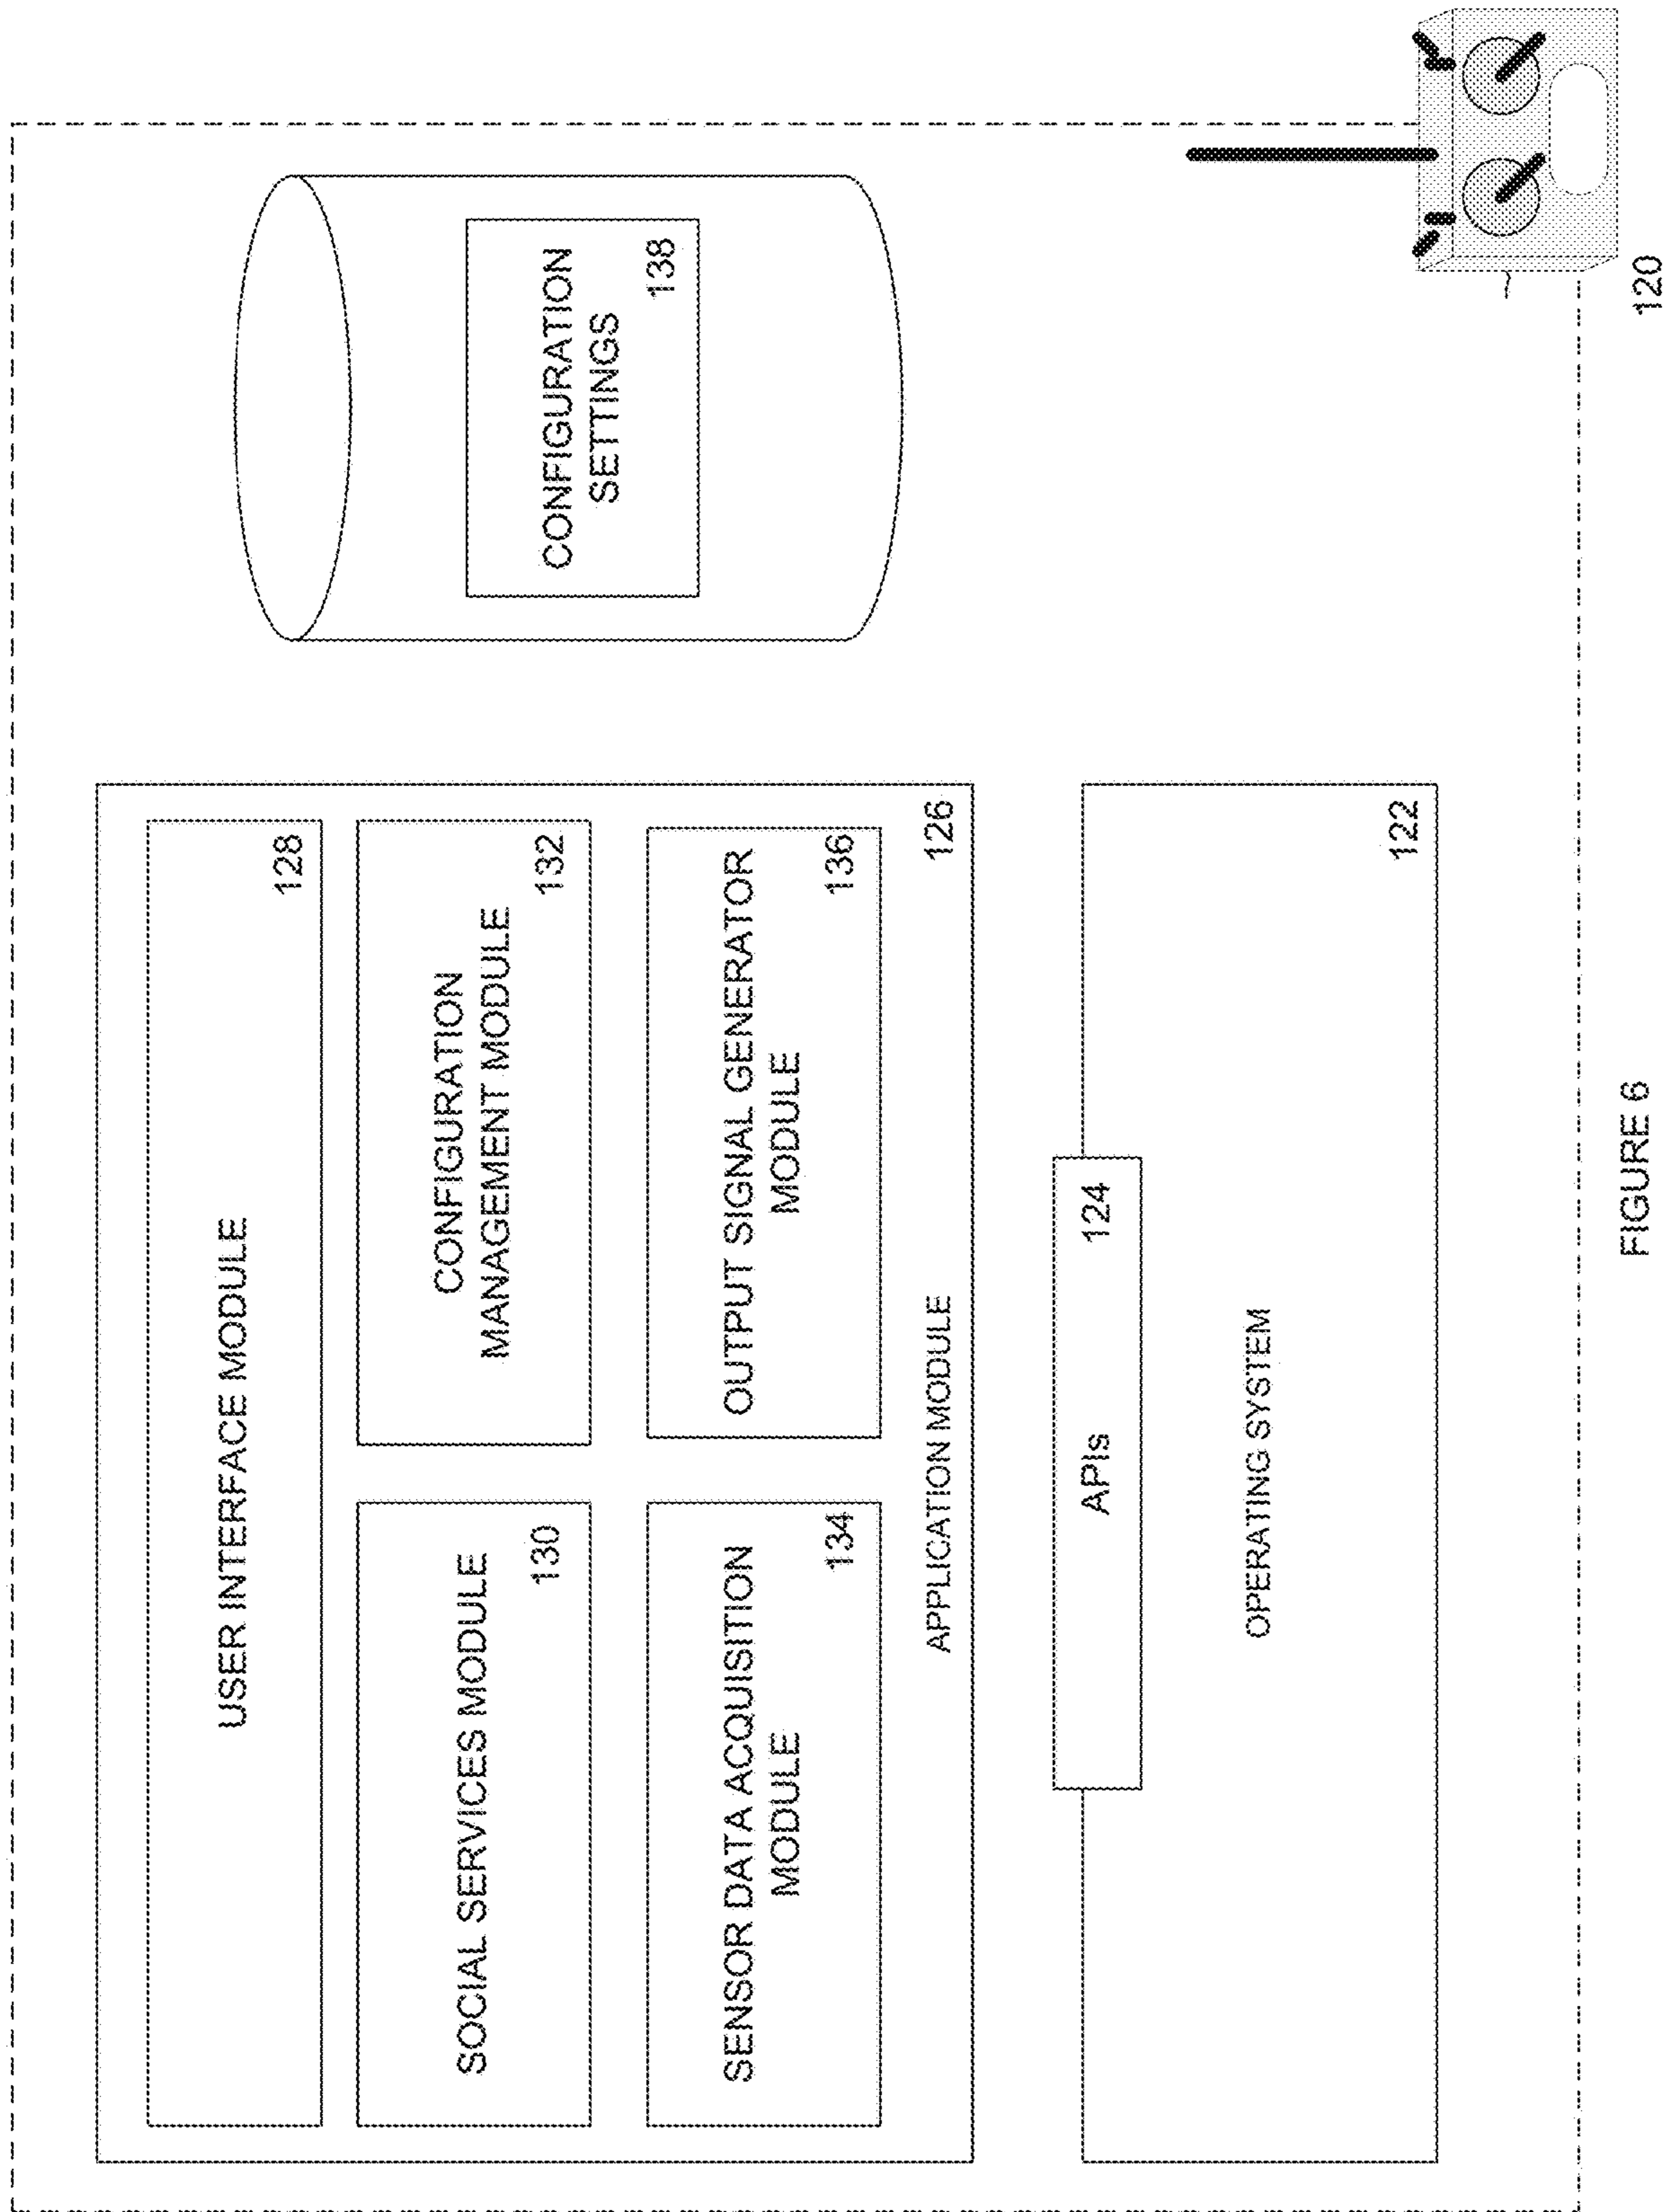 USER INTERFACE MODULE
128
SOCIAL SERVICES MODULE
130
CONFIGURATION
MANAGEMENT MODULE
132
SENSOR DATA ACQUISITION
MODULE
134
OUTPUT SIGNAL GENERATOR
MODULE
136
APPLICATION MODULE
126
APIs
124
OPERATING SYSTEM
122
CONFIGURATION
SETTINGS
138
120
FIGURE 6